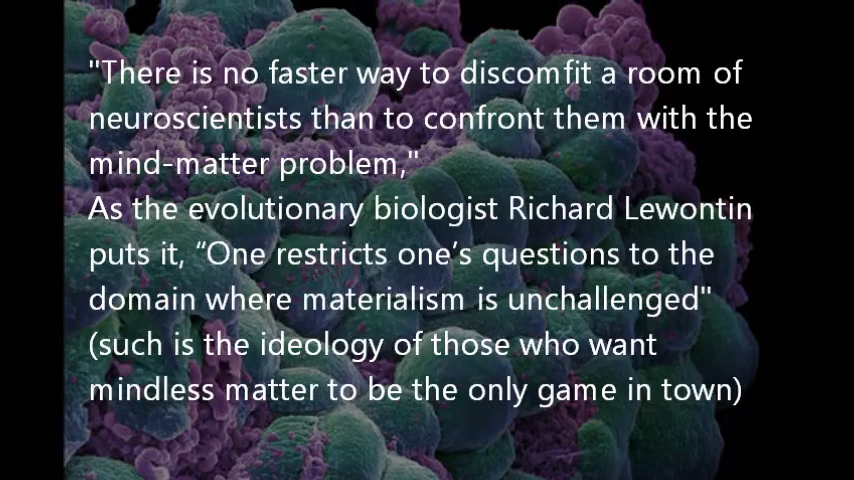 "There is no faster way to discomfit a room of
neuroscientists than to confront them with the
mind-matter problem,"
As the evolutionary biologist Richard Lewontin
puts it, “One restricts one’s questions to the
domain where materialism is unchallenged"
(such is the ideology of those who want
mindless matter to be the only game in town)